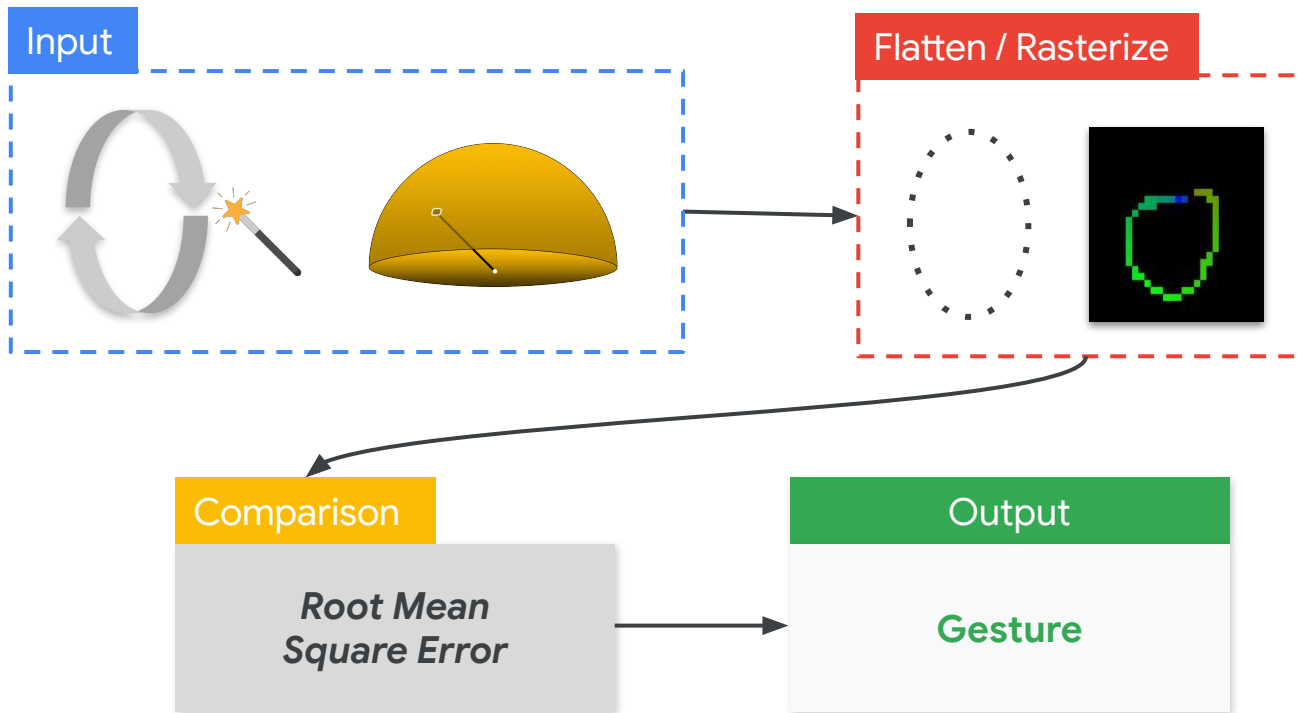 Input
Flatten / Rasterize
Comparison
Root Mean
Square Error
Output
Gesture